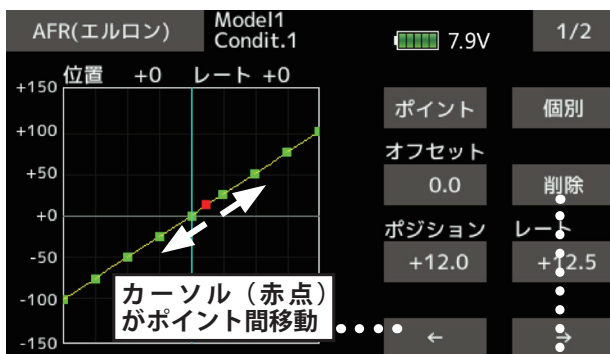 AFR(エルロン)
Model1
Condit.1
7.9V
1/2
位置 +0 レート +0
+150
+100
+50
+0
-50
-100
-150
ポイント
個別
オフセット
0.0
削除
ポジション
レート
+12.0
+12.5
カーソル（赤点）
がポイント間移動
←
→